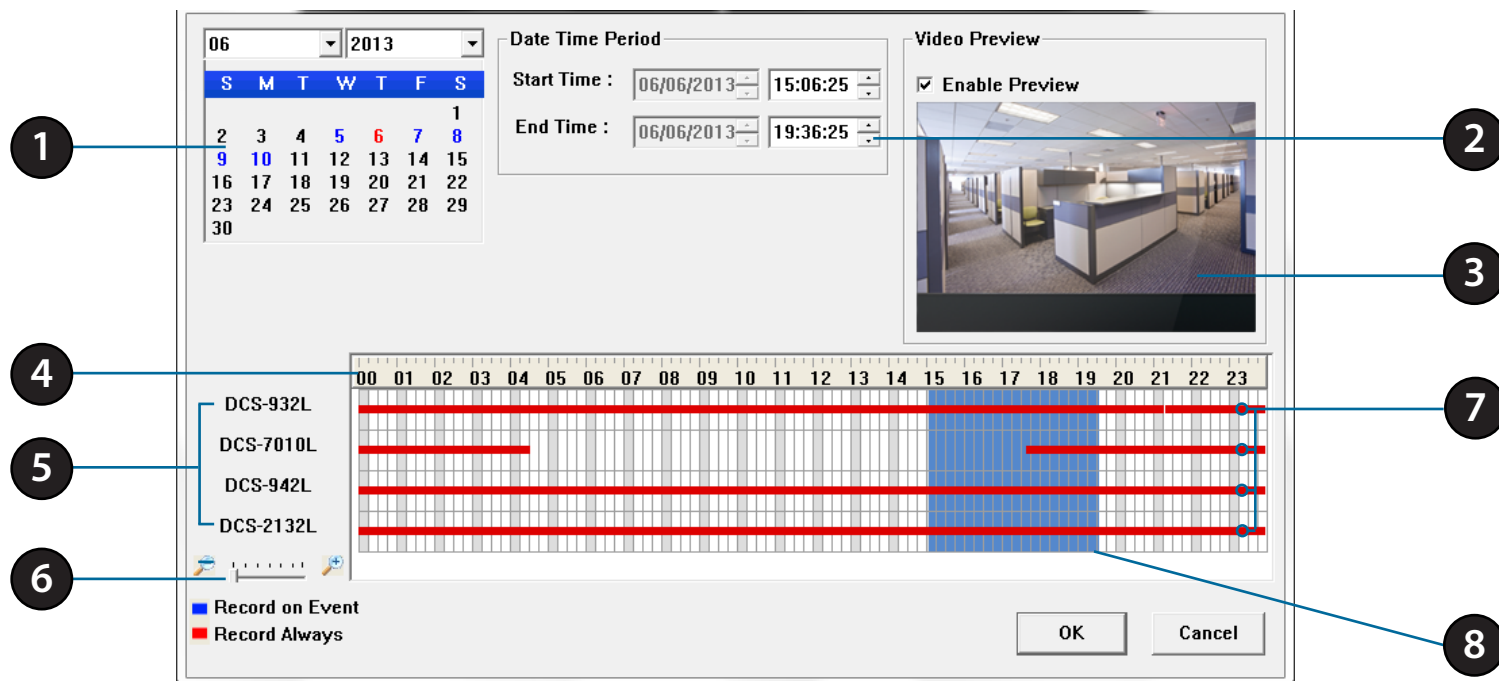 06 2013
S M T W T F S
1
2 3 4 5 6 7 8
9 10 11 12 13 14 15
16 17 18 19 20 21 22
23 24 25 26 27 28 29
30
Date Time Period
Start Time : 06/06/2013 15:06:25
End Time : 06/06/2013 19:36:25
Video Preview
Enable Preview
1
2
3
4
00 01 02 03 04 05 06 07 08 09 10 11 12 13 14 15 16 17 18 19 20 21 22 23
DCS-932L
7
DCS-7010L
5
DCS-942L
DCS-2132L
6
Record on Event
Record Always
OK Cancel
8